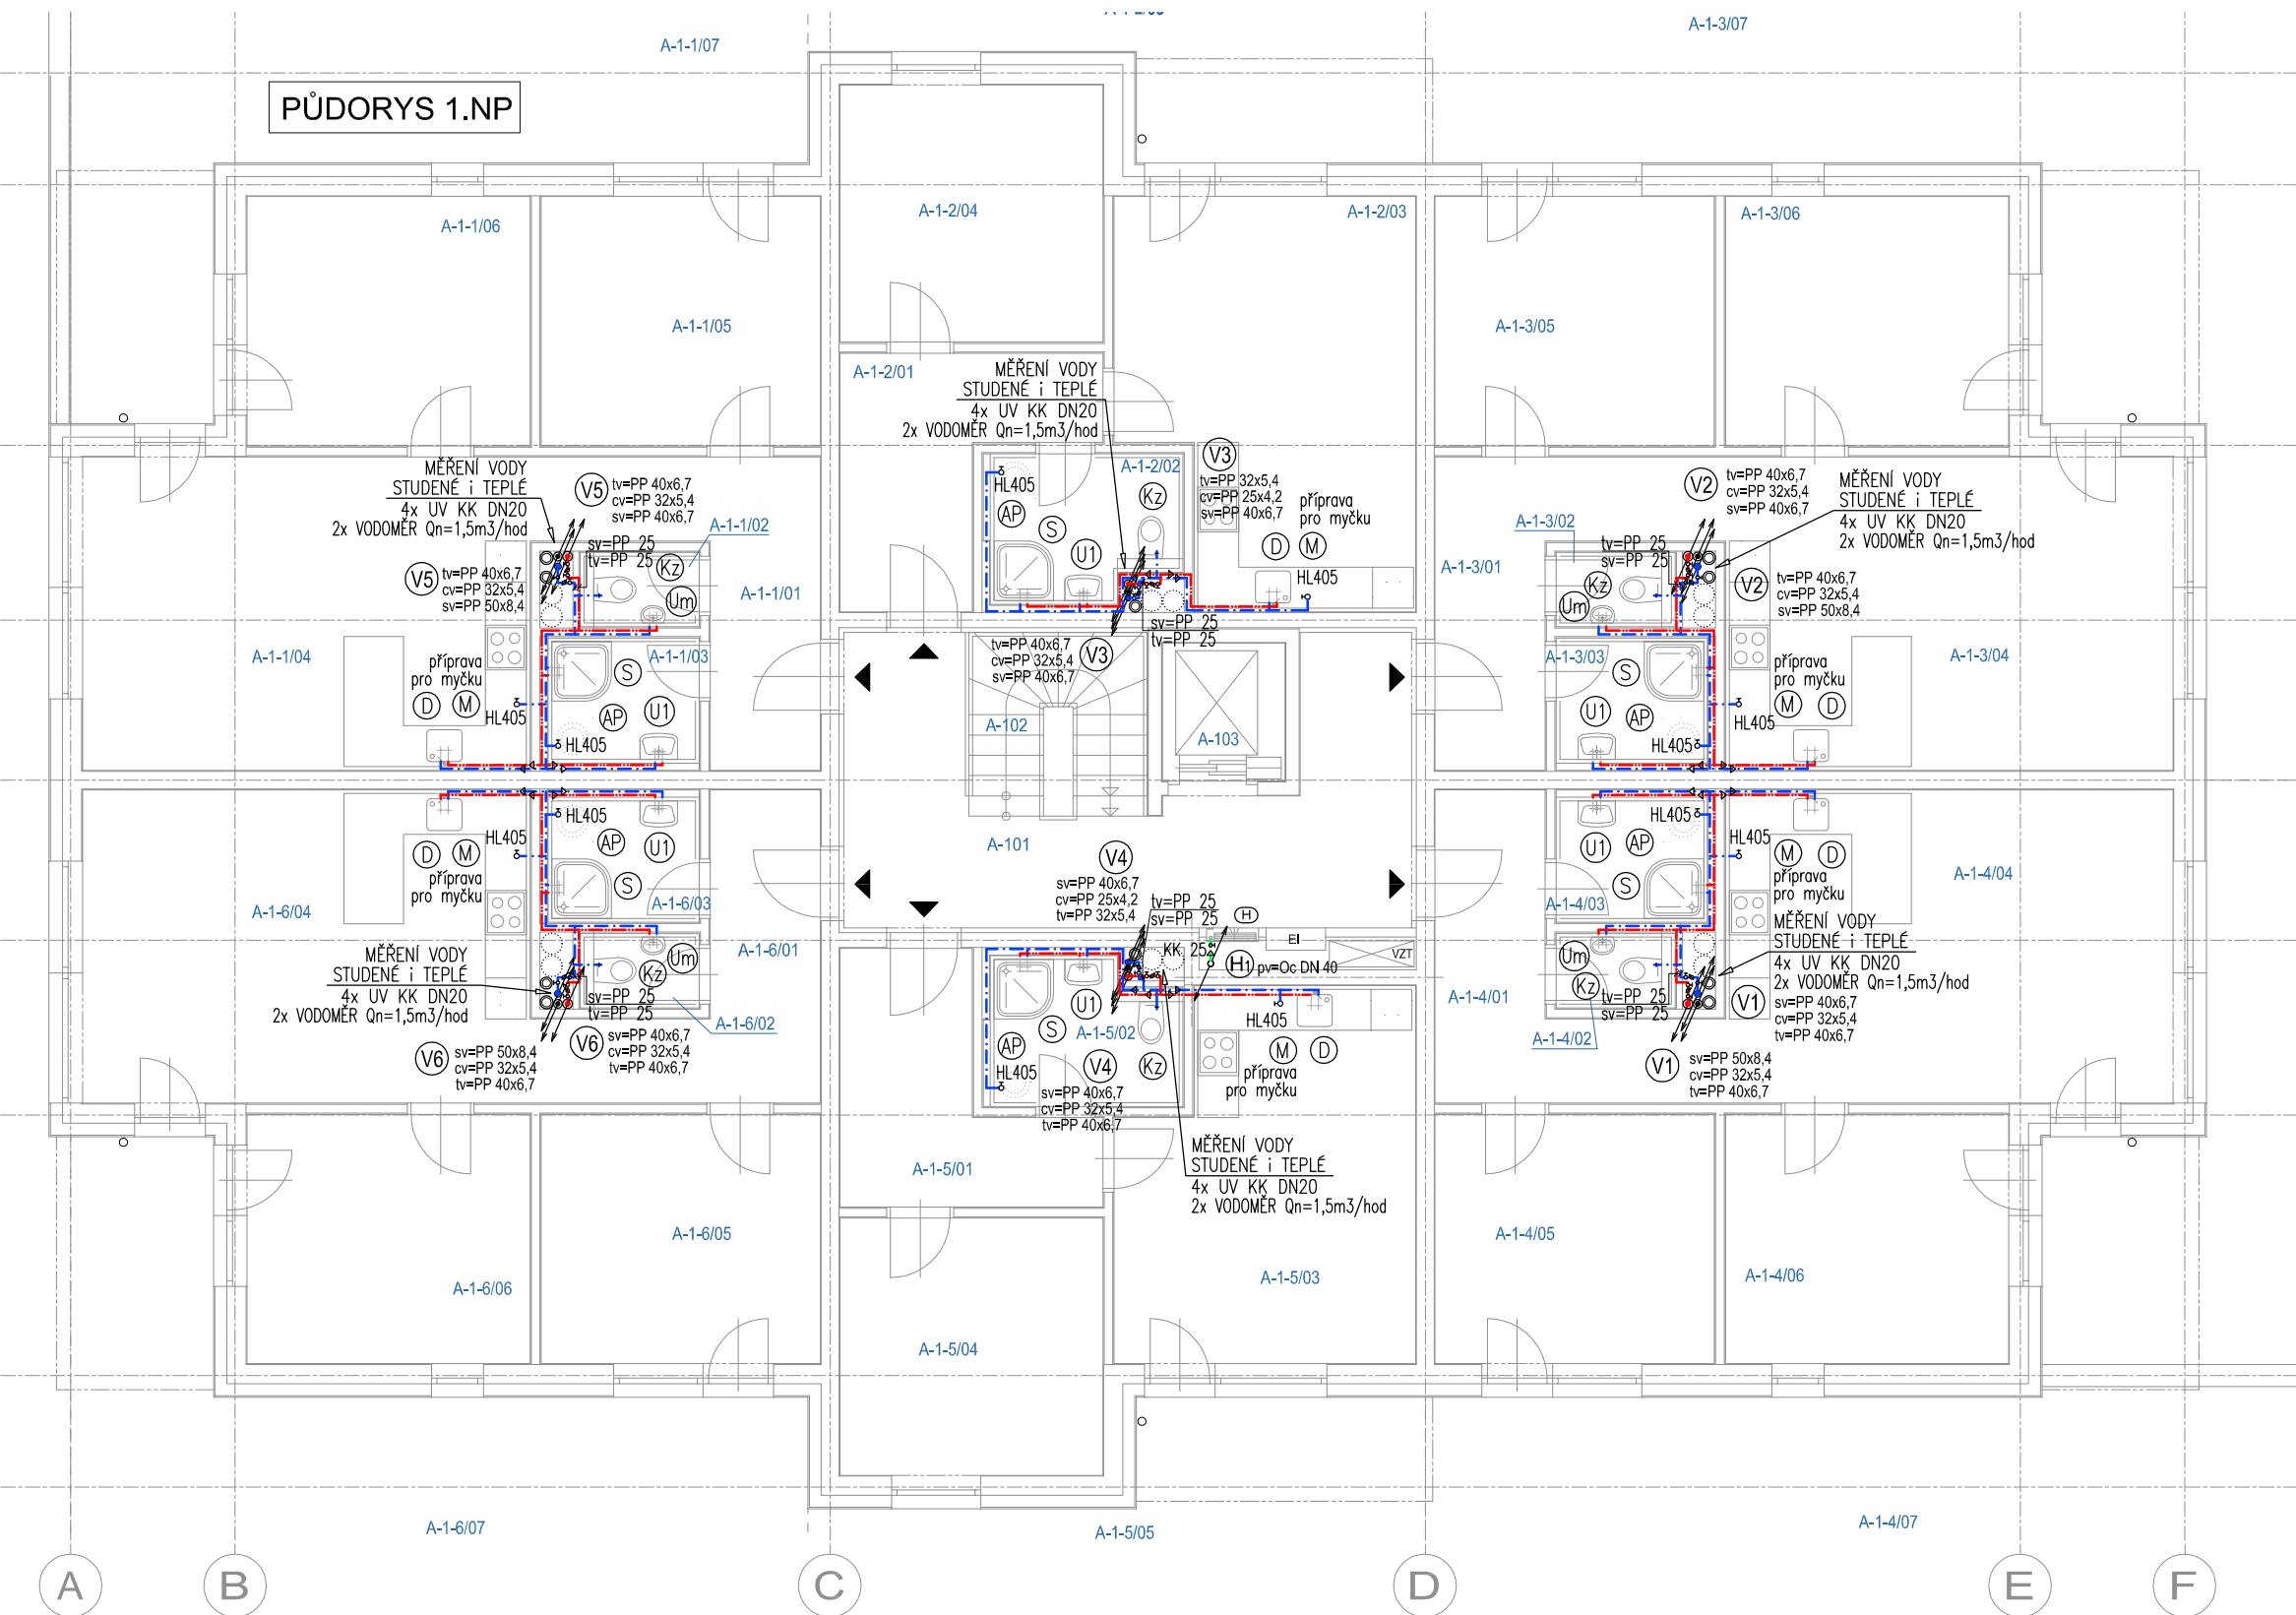 A-1-1/07
A-1-3/07
PŮDORYS 1.NP
A-1-1/06
A-1-2/04
A-1-2/03
A-1-3/06
A-1-1/05
A-1-3/05
A-1-2/01
MĚŘENÍ VODY
STUDENÉ i TEPLÉ
4x UV KK DN20
2x VODOMĚR Qn=1,5m3/hod
MĚŘENÍ VODY
STUDENÉ i TEPLÉ
4x UV KK DN20
2x VODOMĚR Qn=1,5m3/hod
V5
tv=PP 40x6,7
cv=PP 32x5,4
sv=PP 40x6,7
A-1-1/02
V5
tv=PP 40x6,7
cv=PP 32x5,4
sv=PP 50x8,4
sv=PP 25
tv=PP 25
Kz
Um
A-1-1/01
A-1-1/04
A-1-1/03
příprava
pro myčku
D
M
HL405
S
AP
U1
HL405
HL405
AP
S
U1
A-1-2/02
Kz
V3
tv=PP 32x5,4
cv=PP 25x4,2
sv=PP 40x6,7
příprava
pro myčku
D
M
HL405
sv=PP 25
tv=PP 25
tv=PP 40x6,7
cv=PP 32x5,4
sv=PP 40x6,7
V3
A-102
A-103
A-101
V2
tv=PP 40x6,7
cv=PP 32x5,4
sv=PP 40x6,7
MĚŘENÍ VODY
STUDENÉ i TEPLÉ
4x UV KK DN20
2x VODOMĚR Qn=1,5m3/hod
A-1-3/02
tv=PP 25
sv=PP 25
Kz
Um
V2
tv=PP 40x6,7
cv=PP 32x5,4
sv=PP 50x8,4
A-1-3/01
A-1-3/03
A-1-3/04
S
U1
AP
HL405
příprava
pro myčku
M
D
HL405
HL405
HL405
AP
U1
D
M
příprava
pro myčku
S
A-1-6/04
A-1-6/03
A-1-6/01
MĚŘENÍ VODY
STUDENÉ i TEPLÉ
4x UV KK DN20
2x VODOMĚR Qn=1,5m3/hod
Um
Kz
sv=PP 25
tv=PP 25
A-1-6/02
V6
sv=PP 50x8,4
cv=PP 32x5,4
tv=PP 40x6,7
V6
sv=PP 40x6,7
cv=PP 32x5,4
tv=PP 40x6,7
V4
sv=PP 40x6,7
cv=PP 25x4,2
tv=PP 32x5,4
tv=PP 25
sv=PP 25
H
KK 25
H1
pv=Oc DN 40
El
VZT
U1
S
AP
A-1-5/02
HL405
V4
Kz
sv=PP 40x6,7
cv=PP 32x5,4
tv=PP 40x6,7
HL405
M
D
příprava
pro myčku
MĚŘENÍ VODY
STUDENÉ i TEPLÉ
4x UV KK DN20
2x VODOMĚR Qn=1,5m3/hod
HL405
HL405
U1
AP
S
M
D
příprava
pro myčku
A-1-4/03
A-1-4/04
MĚŘENÍ VODY
STUDENÉ i TEPLÉ
4x UV KK DN20
2x VODOMĚR Qn=1,5m3/hod
Um
Kz
tv=PP 25
sv=PP 25
V1
sv=PP 40x6,7
cv=PP 32x5,4
tv=PP 40x6,7
A-1-4/01
A-1-4/02
V1
sv=PP 50x8,4
cv=PP 32x5,4
tv=PP 40x6,7
A-1-5/01
A-1-6/05
A-1-4/05
A-1-6/06
A-1-5/03
A-1-4/06
A-1-5/04
A-1-6/07
A-1-5/05
A-1-4/07
A
B
C
D
E
F